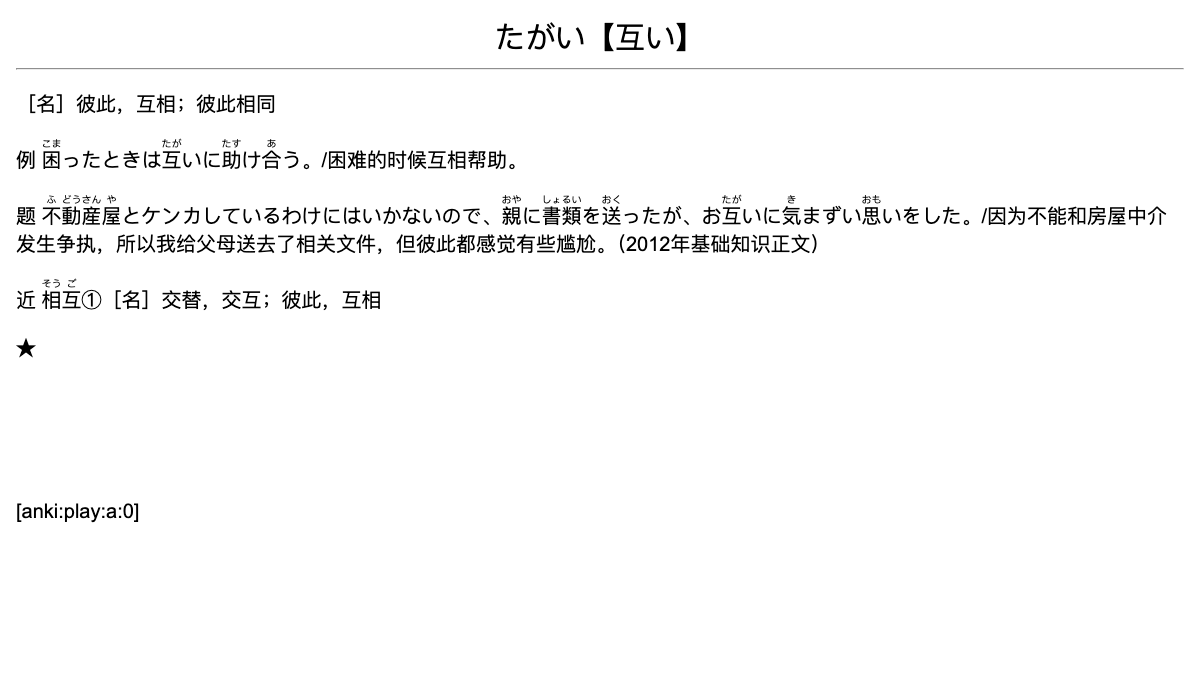 たがい【互い】
［名］彼此，互相；彼此相同
こま たが たす あ
例 困ったときは互いに助け合う。/困难的时候互相帮助。
ふ どうさん や おや しょるい おく たが き おも
题 不動産屋とケンカしているわけにはいかないので、親に書類を送ったが、お互いに気まずい思いをした。/因为不能和房屋中介
发生争执，所以我给父母送去了相关文件，但彼此都感觉有些尴尬。（2012年基础知识正文）
そう ご
近 相互①［名］交替，交互；彼此，互相
★
[anki:play:a:0]